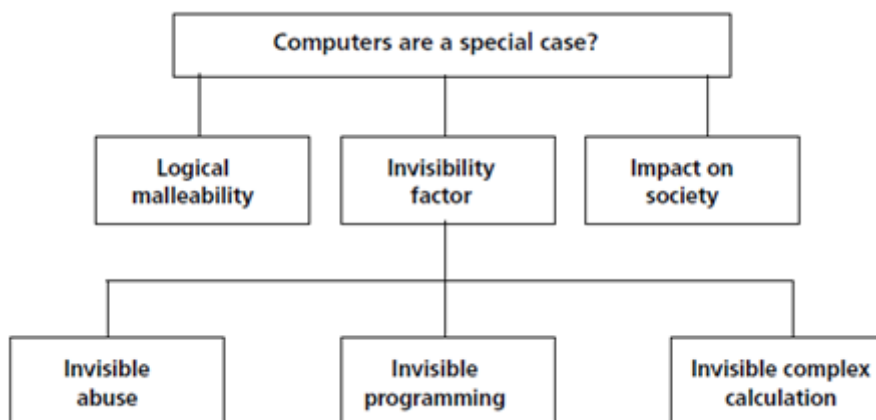 Computers are a special case?
Logical
malleability
Invisibility
factor
Impact on
society
Invisible
abuse
Invisible
programming
Invisible complex
calculation